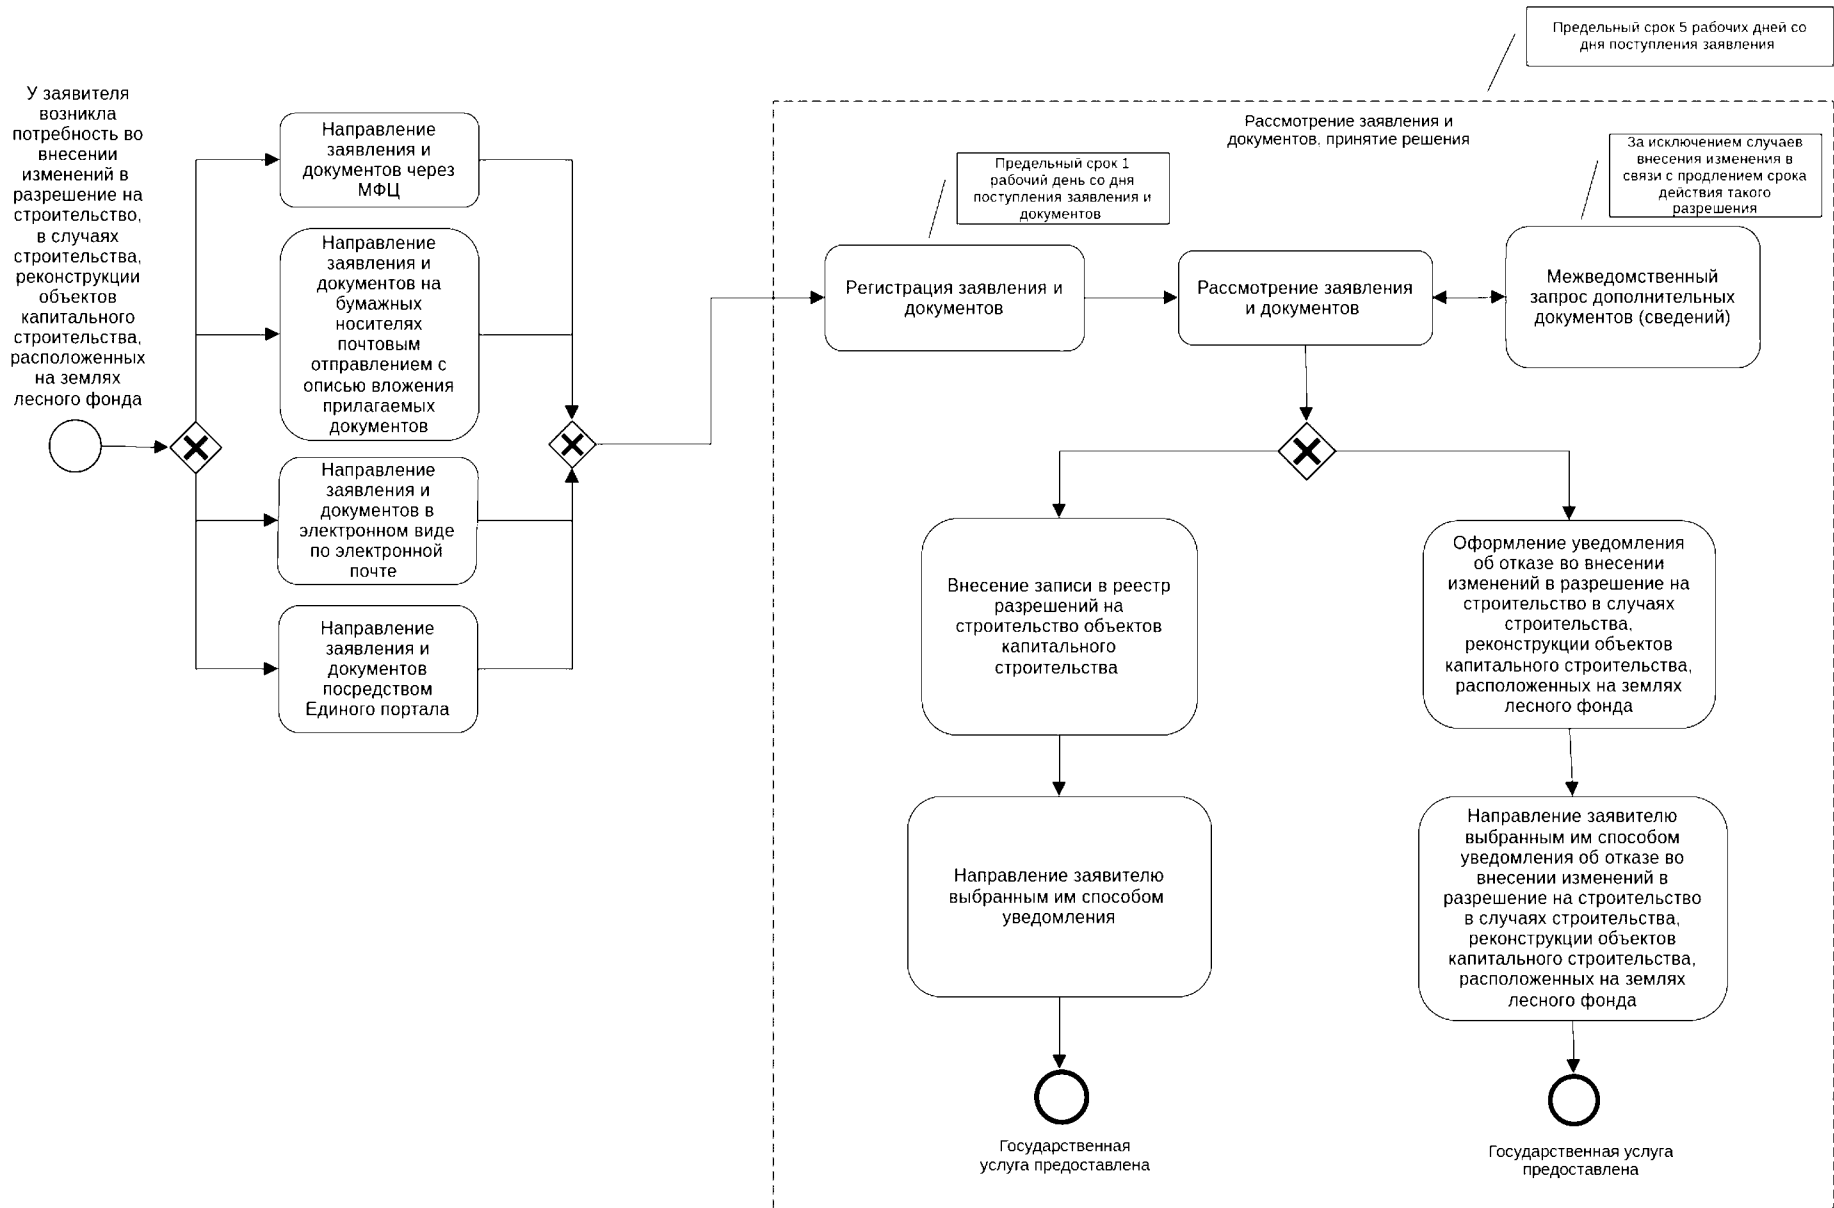 У заявителя
возникла
потребность во
внесении
изменений в
разрешение на
строительство,
в случаях
строительства,
реконструкции
объектов
капитального
строительства,
расположенных
на землях
лесного фонда
Направление
заявления и
документов через
МФЦ
Направление
заявления и
документов на
бумажных
носителях
почтовым
отправлением с
описью вложения
прилагаемых
документов
Направление
заявления и
документов в
электронном виде
по электронной
почте
Направление
заявления и
документов
посредством
Единого портала
Предельный срок 5 рабочих дней со
дня поступления заявления
Рассмотрение заявления и
документов, принятие решения
Предельный срок 1
рабочий день со дня
поступления заявления и
документов
За исключением случаев
внесения изменения в
связи с продлением срока
действия такого
разрешения
Регистрация заявления и
документов
Рассмотрение заявления
и документов
Межведомственный
запрос дополнительных
документов (сведений)
Внесение записи в реестр
разрешений на
строительство объектов
капитального
строительства
Оформление уведомления
об отказе во внесении
изменений в разрешение на
строительство в случаях
строительства,
реконструкции объектов
капитального строительства,
расположенных на землях
лесного фонда
Направление заявителю
выбранным им способом
уведомления
Направление заявителю
выбранным им способом
уведомления об отказе во
внесении изменений в
разрешение на строительство
в случаях строительства,
реконструкции объектов
капитального строительства,
расположенных на землях
лесного фонда
Государственная
услуга предоставлена
Государственная услуга
предоставлена